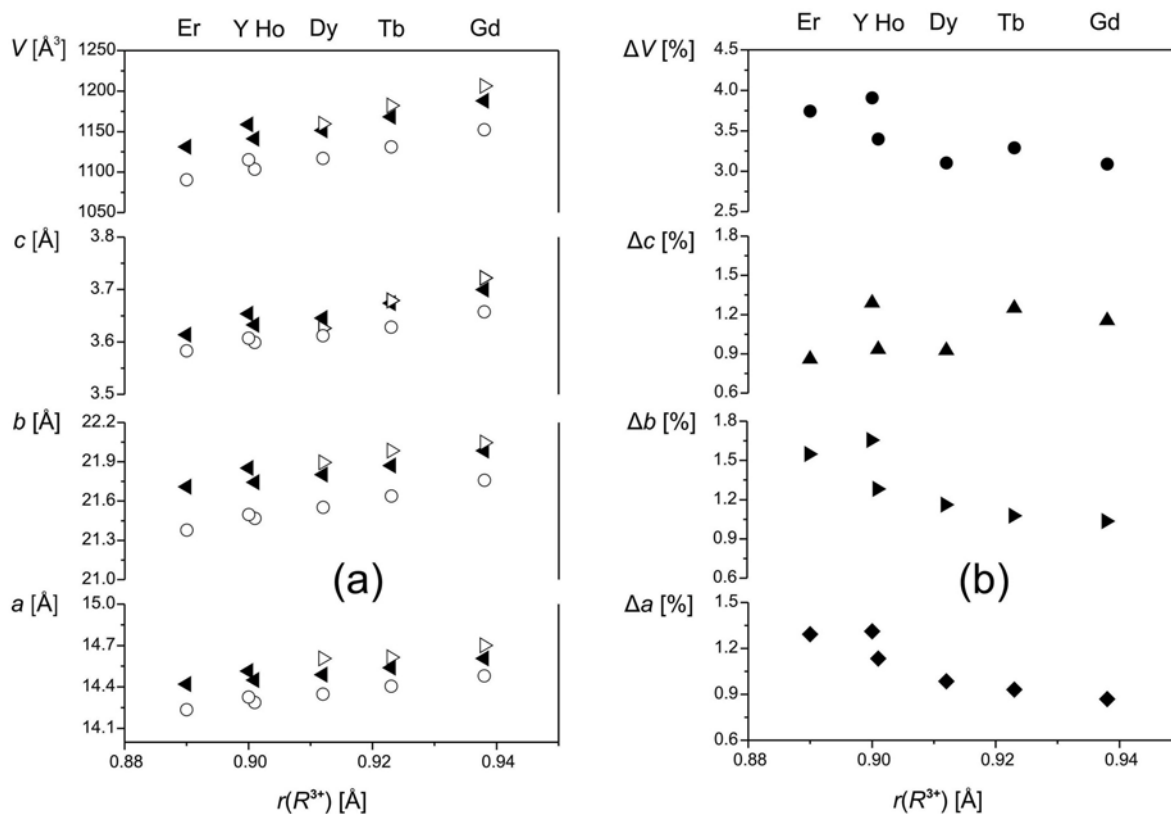 Er Y Ho Dy Tb Gd
V [Å³]
1250
1200
1150
1100
1050
c [Å]
3.8
3.7
3.6
3.5
b [Å]
22.2
21.9
21.6
21.3
21.0
(a)
a [Å]
15.0
14.7
14.4
14.1
0.88 0.90 0.92 0.94
r(R³⁺) [Å]
Er Y Ho Dy Tb Gd
ΔV [%]
4.5
4.0
3.5
3.0
2.5
Δc [%]
1.8
1.5
1.2
0.9
0.6
Δb [%]
1.8
1.5
1.2
0.9
0.6
(b)
Δa [%]
1.5
1.2
0.9
0.6
0.88 0.90 0.92 0.94
r(R³⁺) [Å]